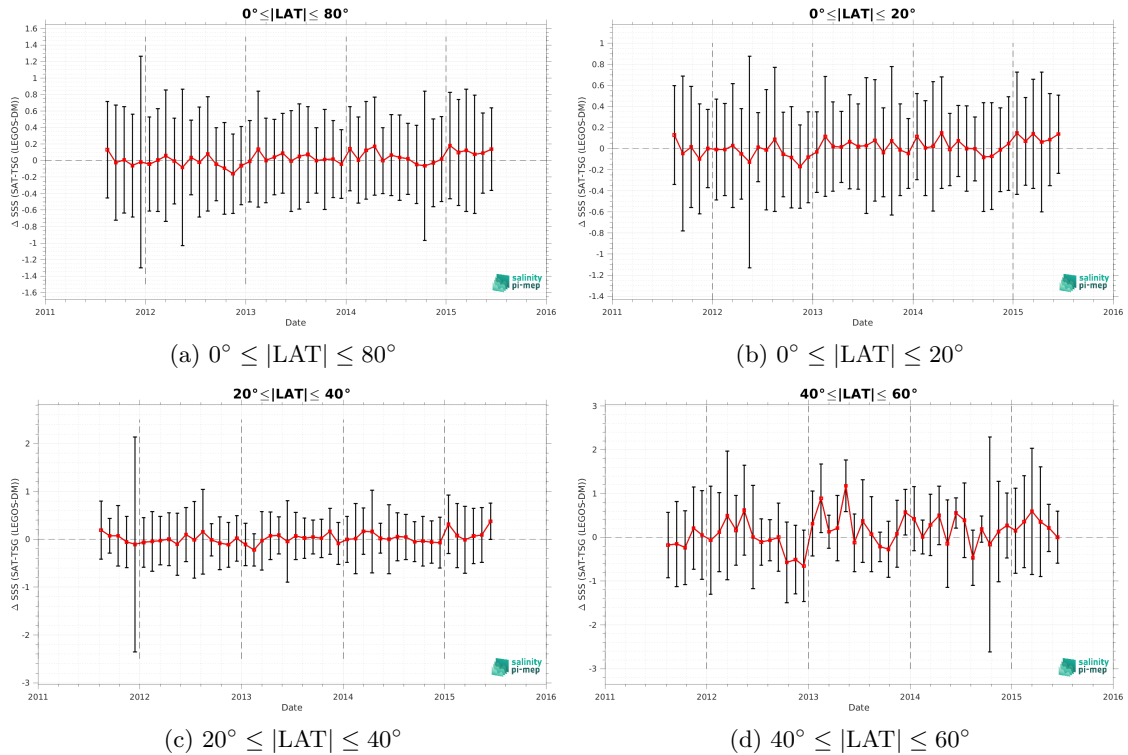 0°≤|LAT|≤ 80°
Δ SSS (SAT-TSG (LEGOS-DM))
1.6
1.4
1.2
1
0.8
0.6
0.4
0.2
0
-0.2
-0.4
-0.6
-0.8
-1
-1.2
-1.4
-1.6
salinity
pi-mep
2011 2012 2013 2014 2015 2016
Date
(a) 0° ≤ |LAT| ≤ 80°
0°≤|LAT|≤ 20°
Δ SSS (SAT-TSG (LEGOS-DM))
1
0.8
0.6
0.4
0.2
0
-0.2
-0.4
-0.6
-0.8
-1
-1.2
-1.4
salinity
pi-mep
2011 2012 2013 2014 2015 2016
Date
(b) 0° ≤ |LAT| ≤ 20°
20°≤|LAT|≤ 40°
Δ SSS (SAT-TSG (LEGOS-DM))
2
1
0
-1
-2
-3
salinity
pi-mep
2011 2012 2013 2014 2015 2016
Date
(c) 20° ≤ |LAT| ≤ 40°
40°≤|LAT|≤ 60°
Δ SSS (SAT-TSG (LEGOS-DM))
3
2
1
0
-1
-2
-3
salinity
pi-mep
2011 2012 2013 2014 2015 2016
Date
(d) 40° ≤ |LAT| ≤ 60°